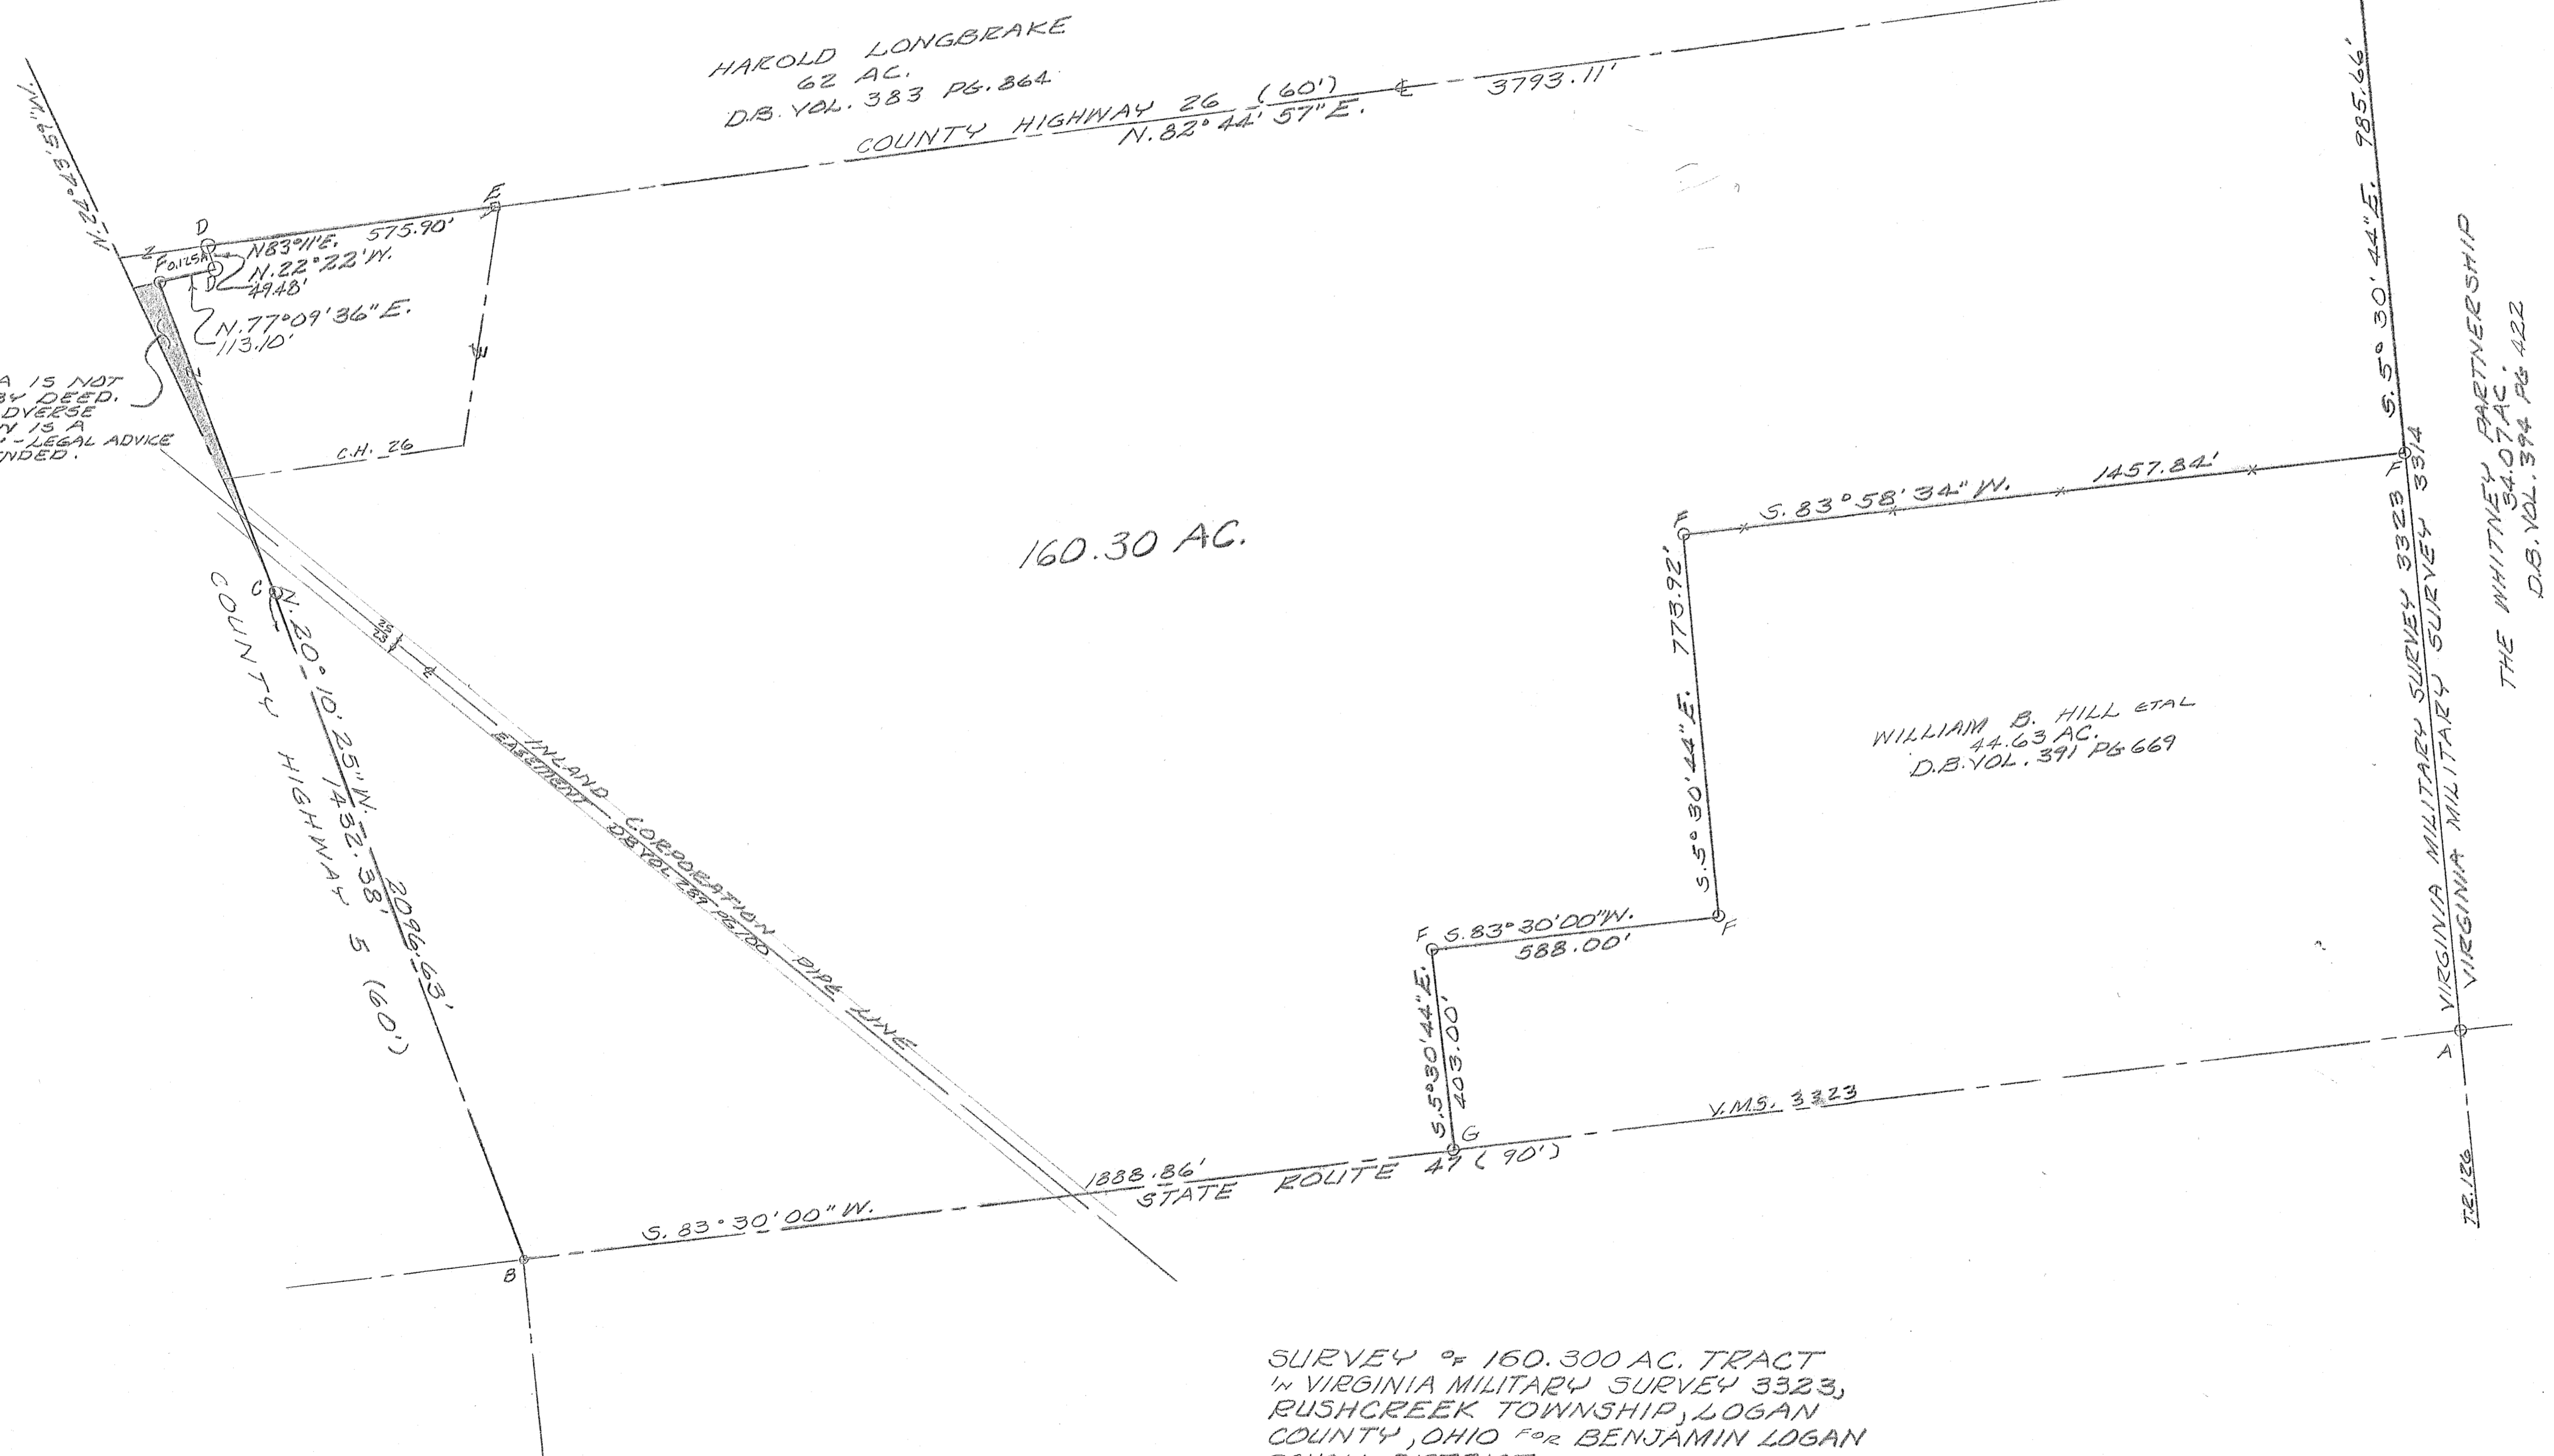 HAROLD LONGBRAKE
62 AC.
D.B. VOL. 383 PG. 864
COUNTY HIGHWAY 26 (60')
N. 82° 44' 57" E.
3793.11'
N. 24° 43' 59" W.
D
E
N83°11'E. 575.90'
N. 22° 22' W.
49.48'
F 0.125A
D
N. 77° 09' 36" E.
113.10'
A IS NOT
BY DEED.
DVERSE
N IS A
- LEGAL ADVICE
NDED.
C.H. 26
160.30 AC.
S. 5° 30' 44" E. 985.66'
F
THE WHITNEY PARTNERSHIP
34.07 AC.
D.B. VOL. 394 PG 422
S. 83° 58' 34" W. 1457.84'
F
S. 5° 30' 44" E. 773.92'
WILLIAM B. HILL ETAL
44.63 AC.
D.B. VOL. 391 PG 669
VIRGINIA MILITARY SURVEY 3323
VIRGINIA MILITARY SURVEY 3314
C
N. 20° 10' 25" W.
1432.38'
2096.63'
COUNTY HIGHWAY 5 (60')
INLAND CORPORATION PIPE LINE
EASEMENT D.B. VOL 289 PG 100
F
S. 83° 30' 00" W.
588.00'
F
S. 5° 30' 44" E.
403.00'
G
V.M.S. 3323
A
T.R. 126
1888.86'
STATE ROUTE 47 (90')
S. 83° 30' 00" W.
B
SURVEY OF 160.300 AC. TRACT
IN VIRGINIA MILITARY SURVEY 3323,
RUSHCREEK TOWNSHIP, LOGAN
COUNTY, OHIO FOR BENJAMIN LOGAN